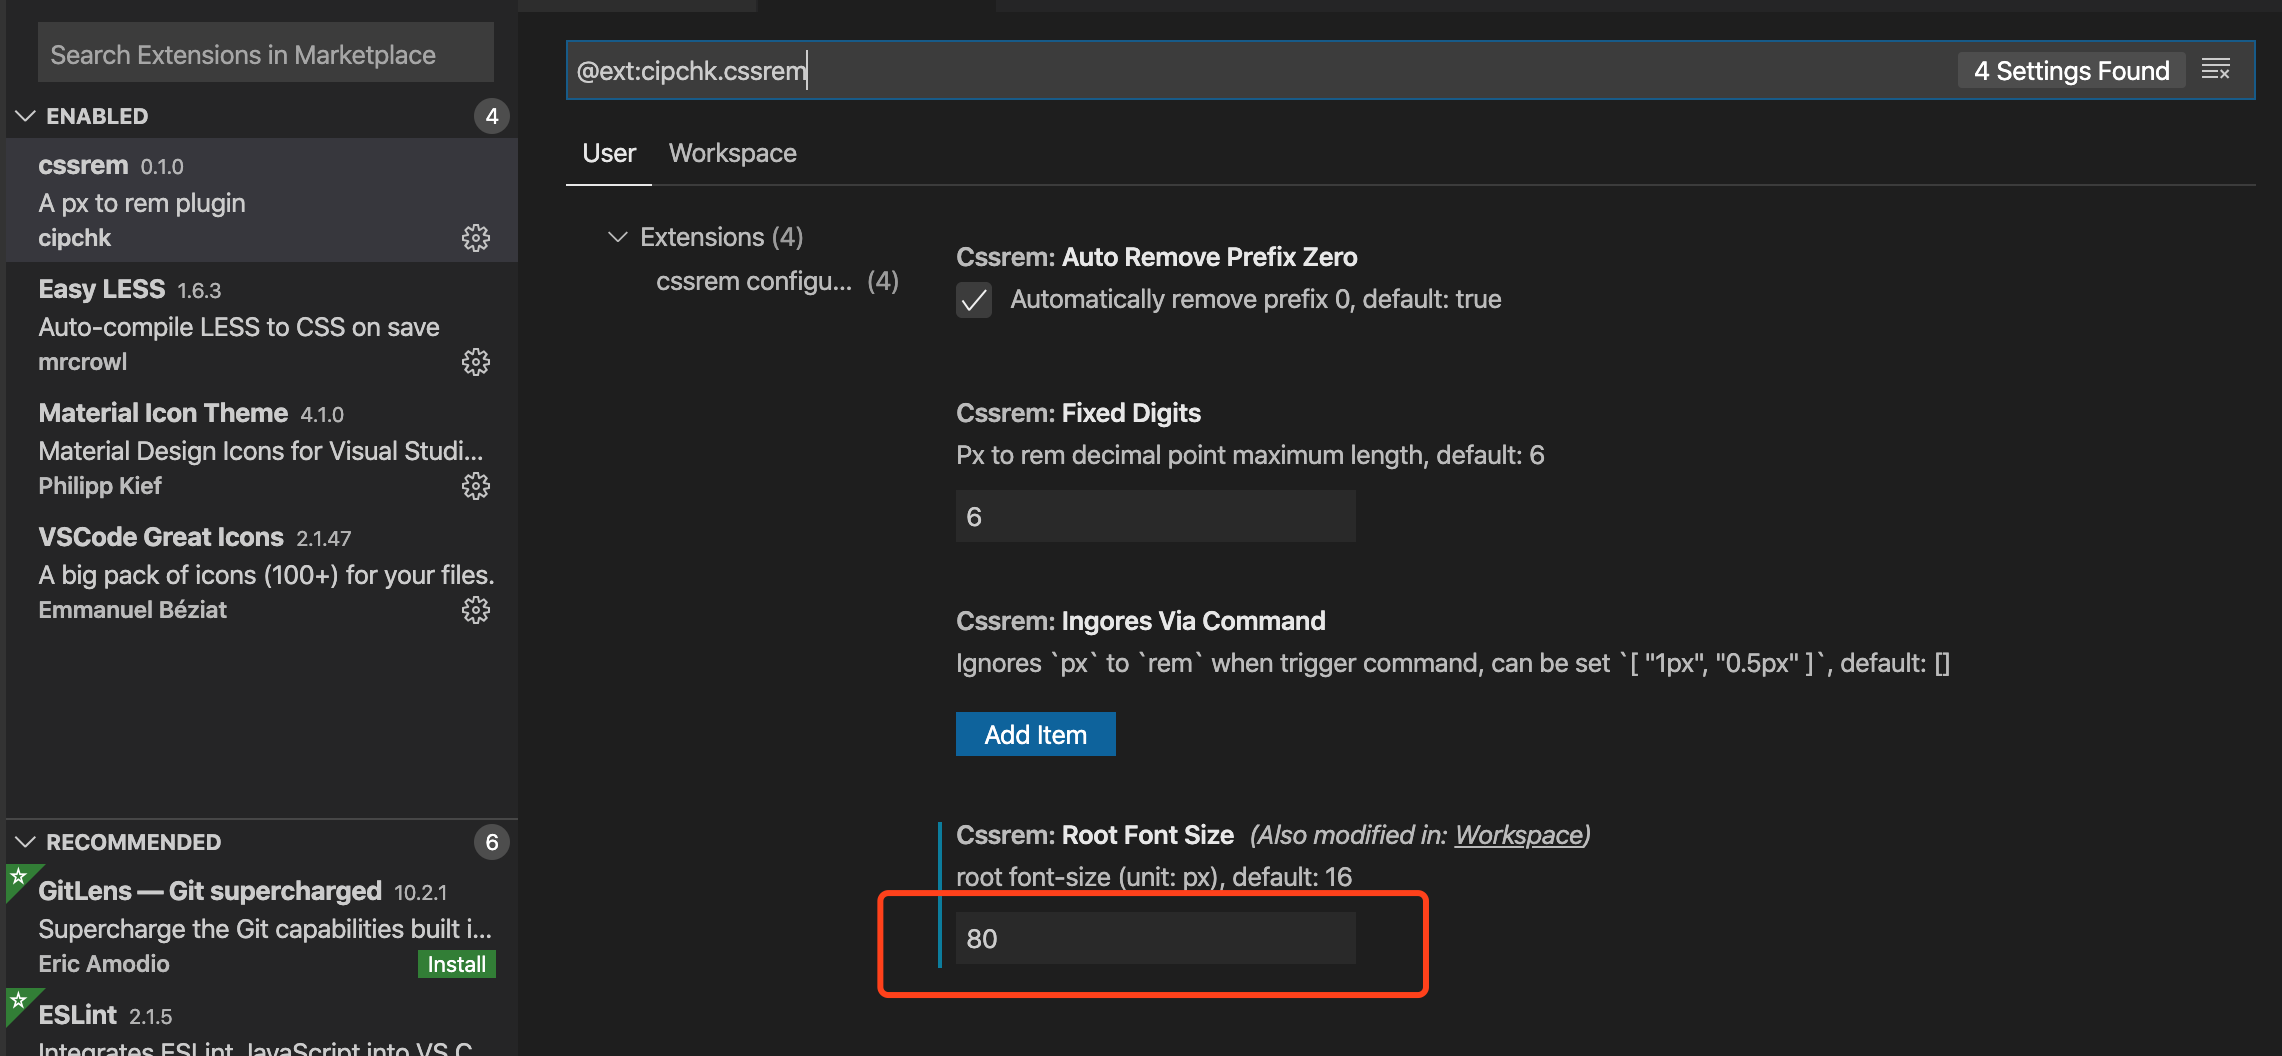 Search Extensions in Marketplace
ENABLED 4
cssrem 0.1.0
A px to rem plugin
cipchk
Easy LESS 1.6.3
Auto-compile LESS to CSS on save
mrcrowl
Material Icon Theme 4.1.0
Material Design Icons for Visual Studi...
Philipp Kief
VSCode Great Icons 2.1.47
A big pack of icons (100+) for your files.
Emmanuel Béziat
RECOMMENDED 6
GitLens — Git supercharged 10.2.1
Supercharge the Git capabilities built i...
Eric Amodio Install
ESLint 2.1.5
Integrates ESLint JavaScript into VS C
@ext:cipchk.cssrem 4 Settings Found
User Workspace
Extensions (4)
cssrem configu... (4)
Cssrem: Auto Remove Prefix Zero
Automatically remove prefix 0, default: true
Cssrem: Fixed Digits
Px to rem decimal point maximum length, default: 6
6
Cssrem: Ingores Via Command
Ignores `px` to `rem` when trigger command, can be set `[ "1px", "0.5px" ]`, default: []
Add Item
Cssrem: Root Font Size (Also modified in: Workspace)
root font-size (unit: px), default: 16
80